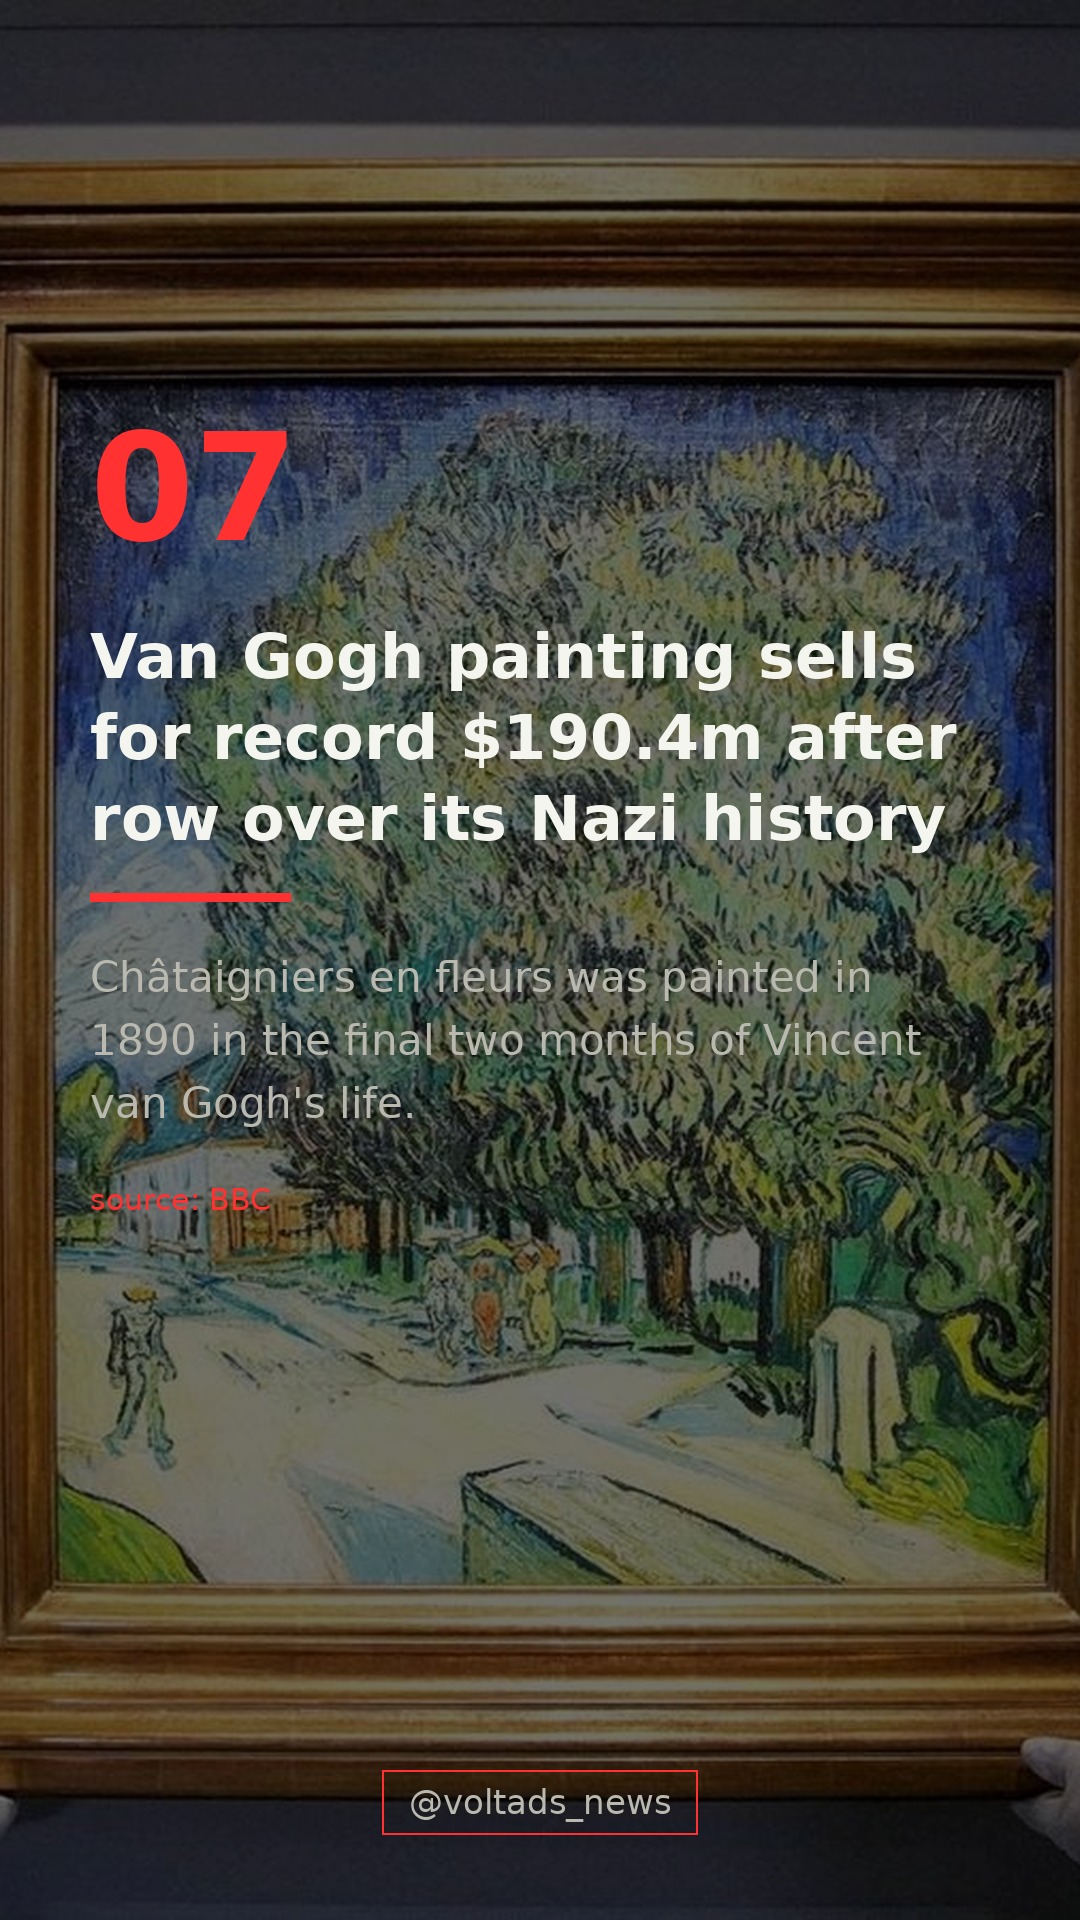 07
Van Gogh painting sells
for record $190.4m after
row over its Nazi history
Châtaigniers en fleurs was painted in
1890 in the final two months of Vincent
van Gogh's life.
source: BBC
@voltads_news